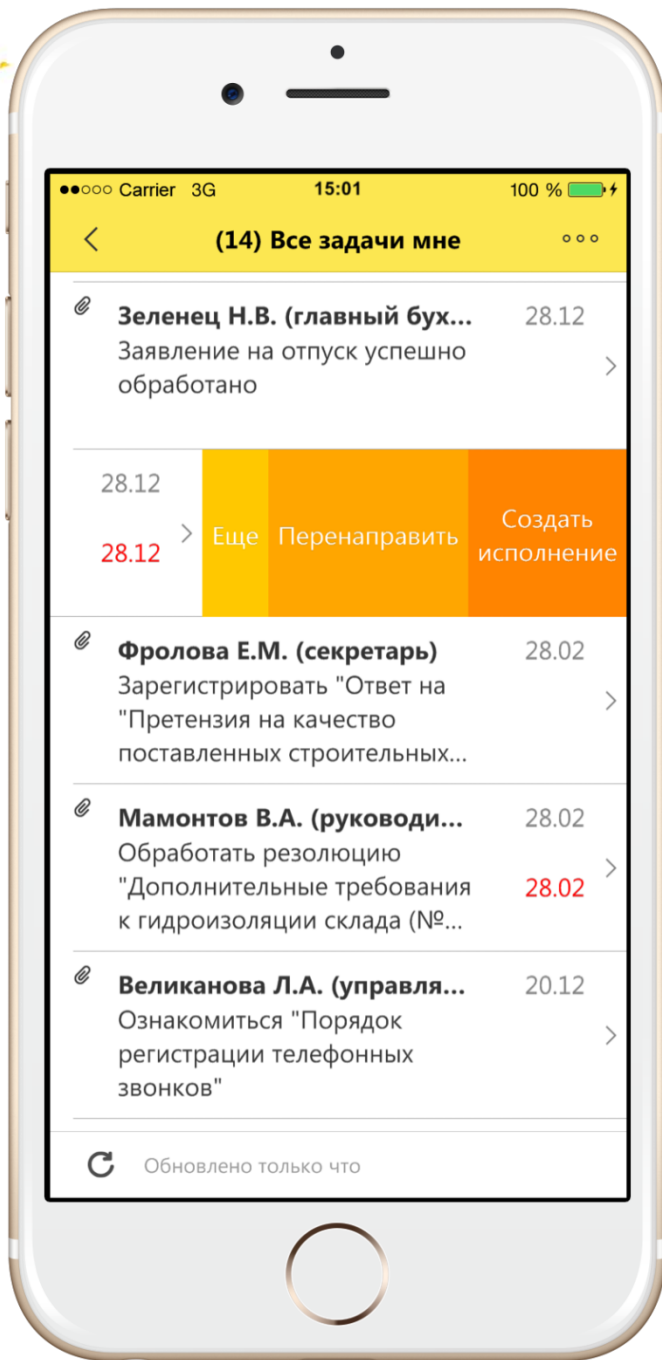 Carrier 3G 15:01 100 %
(14) Все задачи мне
Зеленец Н.В. (главный бух... 28.12
Заявление на отпуск успешно
обработано
28.12
28.12
Еще Перенаправить Создать
исполнение
Фролова Е.М. (секретарь) 28.02
Зарегистрировать "Ответ на
"Претензия на качество
поставленных строительных...
Мамонтов В.А. (руководи... 28.02
Обработать резолюцию
"Дополнительные требования 28.02
к гидроизоляции склада (№...
Великанова Л.А. (управля... 20.12
Ознакомиться "Порядок
регистрации телефонных
звонков"
Обновлено только что